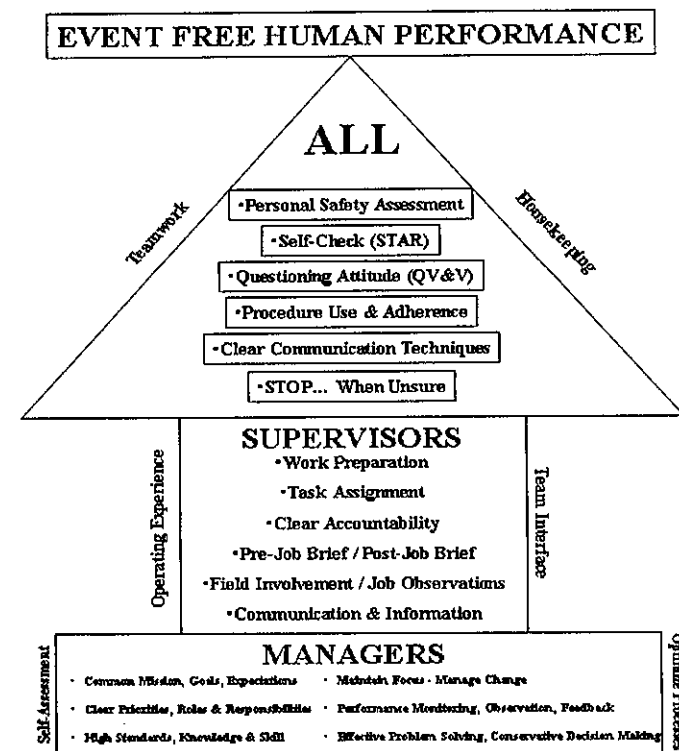 EVENT FREE HUMAN PERFORMANCE
ALL
Teamwork
Housekeeping
•Personal Safety Assessment
•Self-Check (STAR)
•Questioning Attitude (QV&V)
•Procedure Use & Adherence
•Clear Communication Techniques
•STOP... When Unsure
Operating Experience
Team Interface
SUPERVISORS
•Work Preparation
•Task Assignment
•Clear Accountability
•Pre-Job Brief / Post-Job Brief
•Field Involvement / Job Observations
•Communication & Information
Self-Assessment
MANAGERS
• Common Mission, Goals, Expectations
• Maintain Focus - Manage Change
• Clear Priorities, Roles & Responsibilities
• Performance Monitoring, Observation, Feedback
• High Standards, Knowledge & Skill
• Effective Problem Solving, Conservative Decision Making